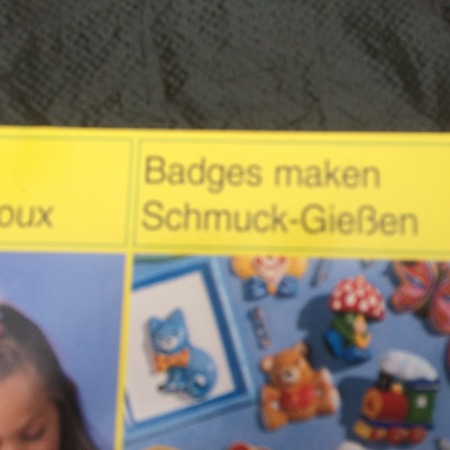 Badges maken
oux
Schmuck-Gießen